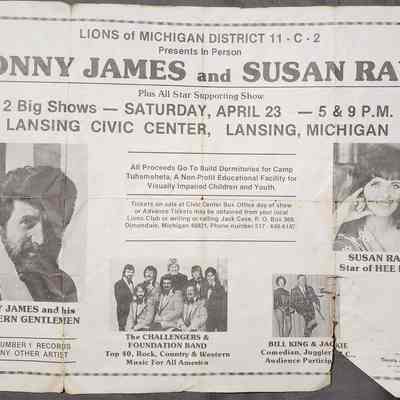 LIONS of MICHIGAN DISTRICT 11 - C - 2
Presents In Person
ONNY JAMES and SUSAN RA
Plus All Star Supporting Show
2 Big Shows — SATURDAY, APRIL 23 — 5 & 9 P.M.
LANSING CIVIC CENTER, LANSING, MICHIGAN
All Proceeds Go To Build Dormitories for Camp
Tuhsmeheta, A Non-Profit Educational Facility for
Visually Impaired Children and Youth.
Tickets on sale at Civic Center Box Office day of show
or Advance Tickets may be obtained from your local
Lions Club or writing or calling Jack Case, P. O. Box 368,
Dimondale, Michigan 48821, Phone number 517
SUSAN RA
Star of HEE
Y JAMES and his
ERN GENTLEMEN
NUMBER 1 RECORDS
NY OTHER ARTIST
The CHALLENGERS &
FOUNDATION BAND
Top 40, Rock, Country & Western
Music For All America
BILL KING & JACKIE
Comedian, Juggler
Audience Particip